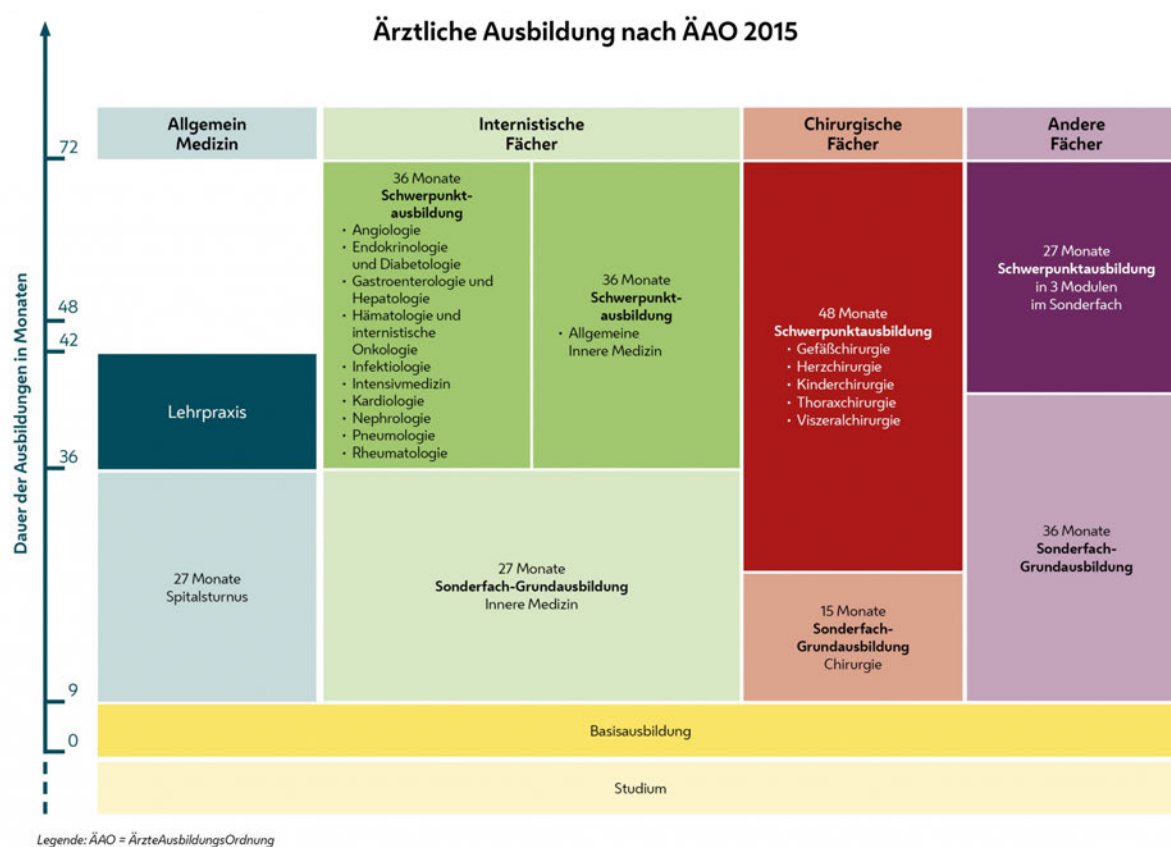 Ärztliche Ausbildung nach ÄAO 2015
Dauer der Ausbildungen in Monaten
72
48
42
36
9
0
Allgemein
Medizin
Lehrpraxis
27 Monate
Spitalsturnus
Internistische
Fächer
36 Monate
Schwerpunkt-
ausbildung
· Angiologie
· Endokrinologie
und Diabetologie
· Gastroenterologie und
Hepatologie
· Hämatologie und
internistische
Onkologie
· Infektiologie
· Intensivmedizin
· Kardiologie
· Nephrologie
· Pneumologie
· Rheumatologie
36 Monate
Schwerpunkt-
ausbildung
· Allgemeine
Innere Medizin
27 Monate
Sonderfach-Grundausbildung
Innere Medizin
Chirurgische
Fächer
48 Monate
Schwerpunktausbildung
· Gefäßchirurgie
· Herzchirurgie
· Kinderchirurgie
· Thoraxchirurgie
· Viszeralchirurgie
15 Monate
Sonderfach-
Grundausbildung
Chirurgie
Andere
Fächer
27 Monate
Schwerpunktausbildung
in 3 Modulen
im Sonderfach
36 Monate
Sonderfach-
Grundausbildung
Basisausbildung
Studium
Legende: ÄAO = ÄrzteAusbildungsOrdnung